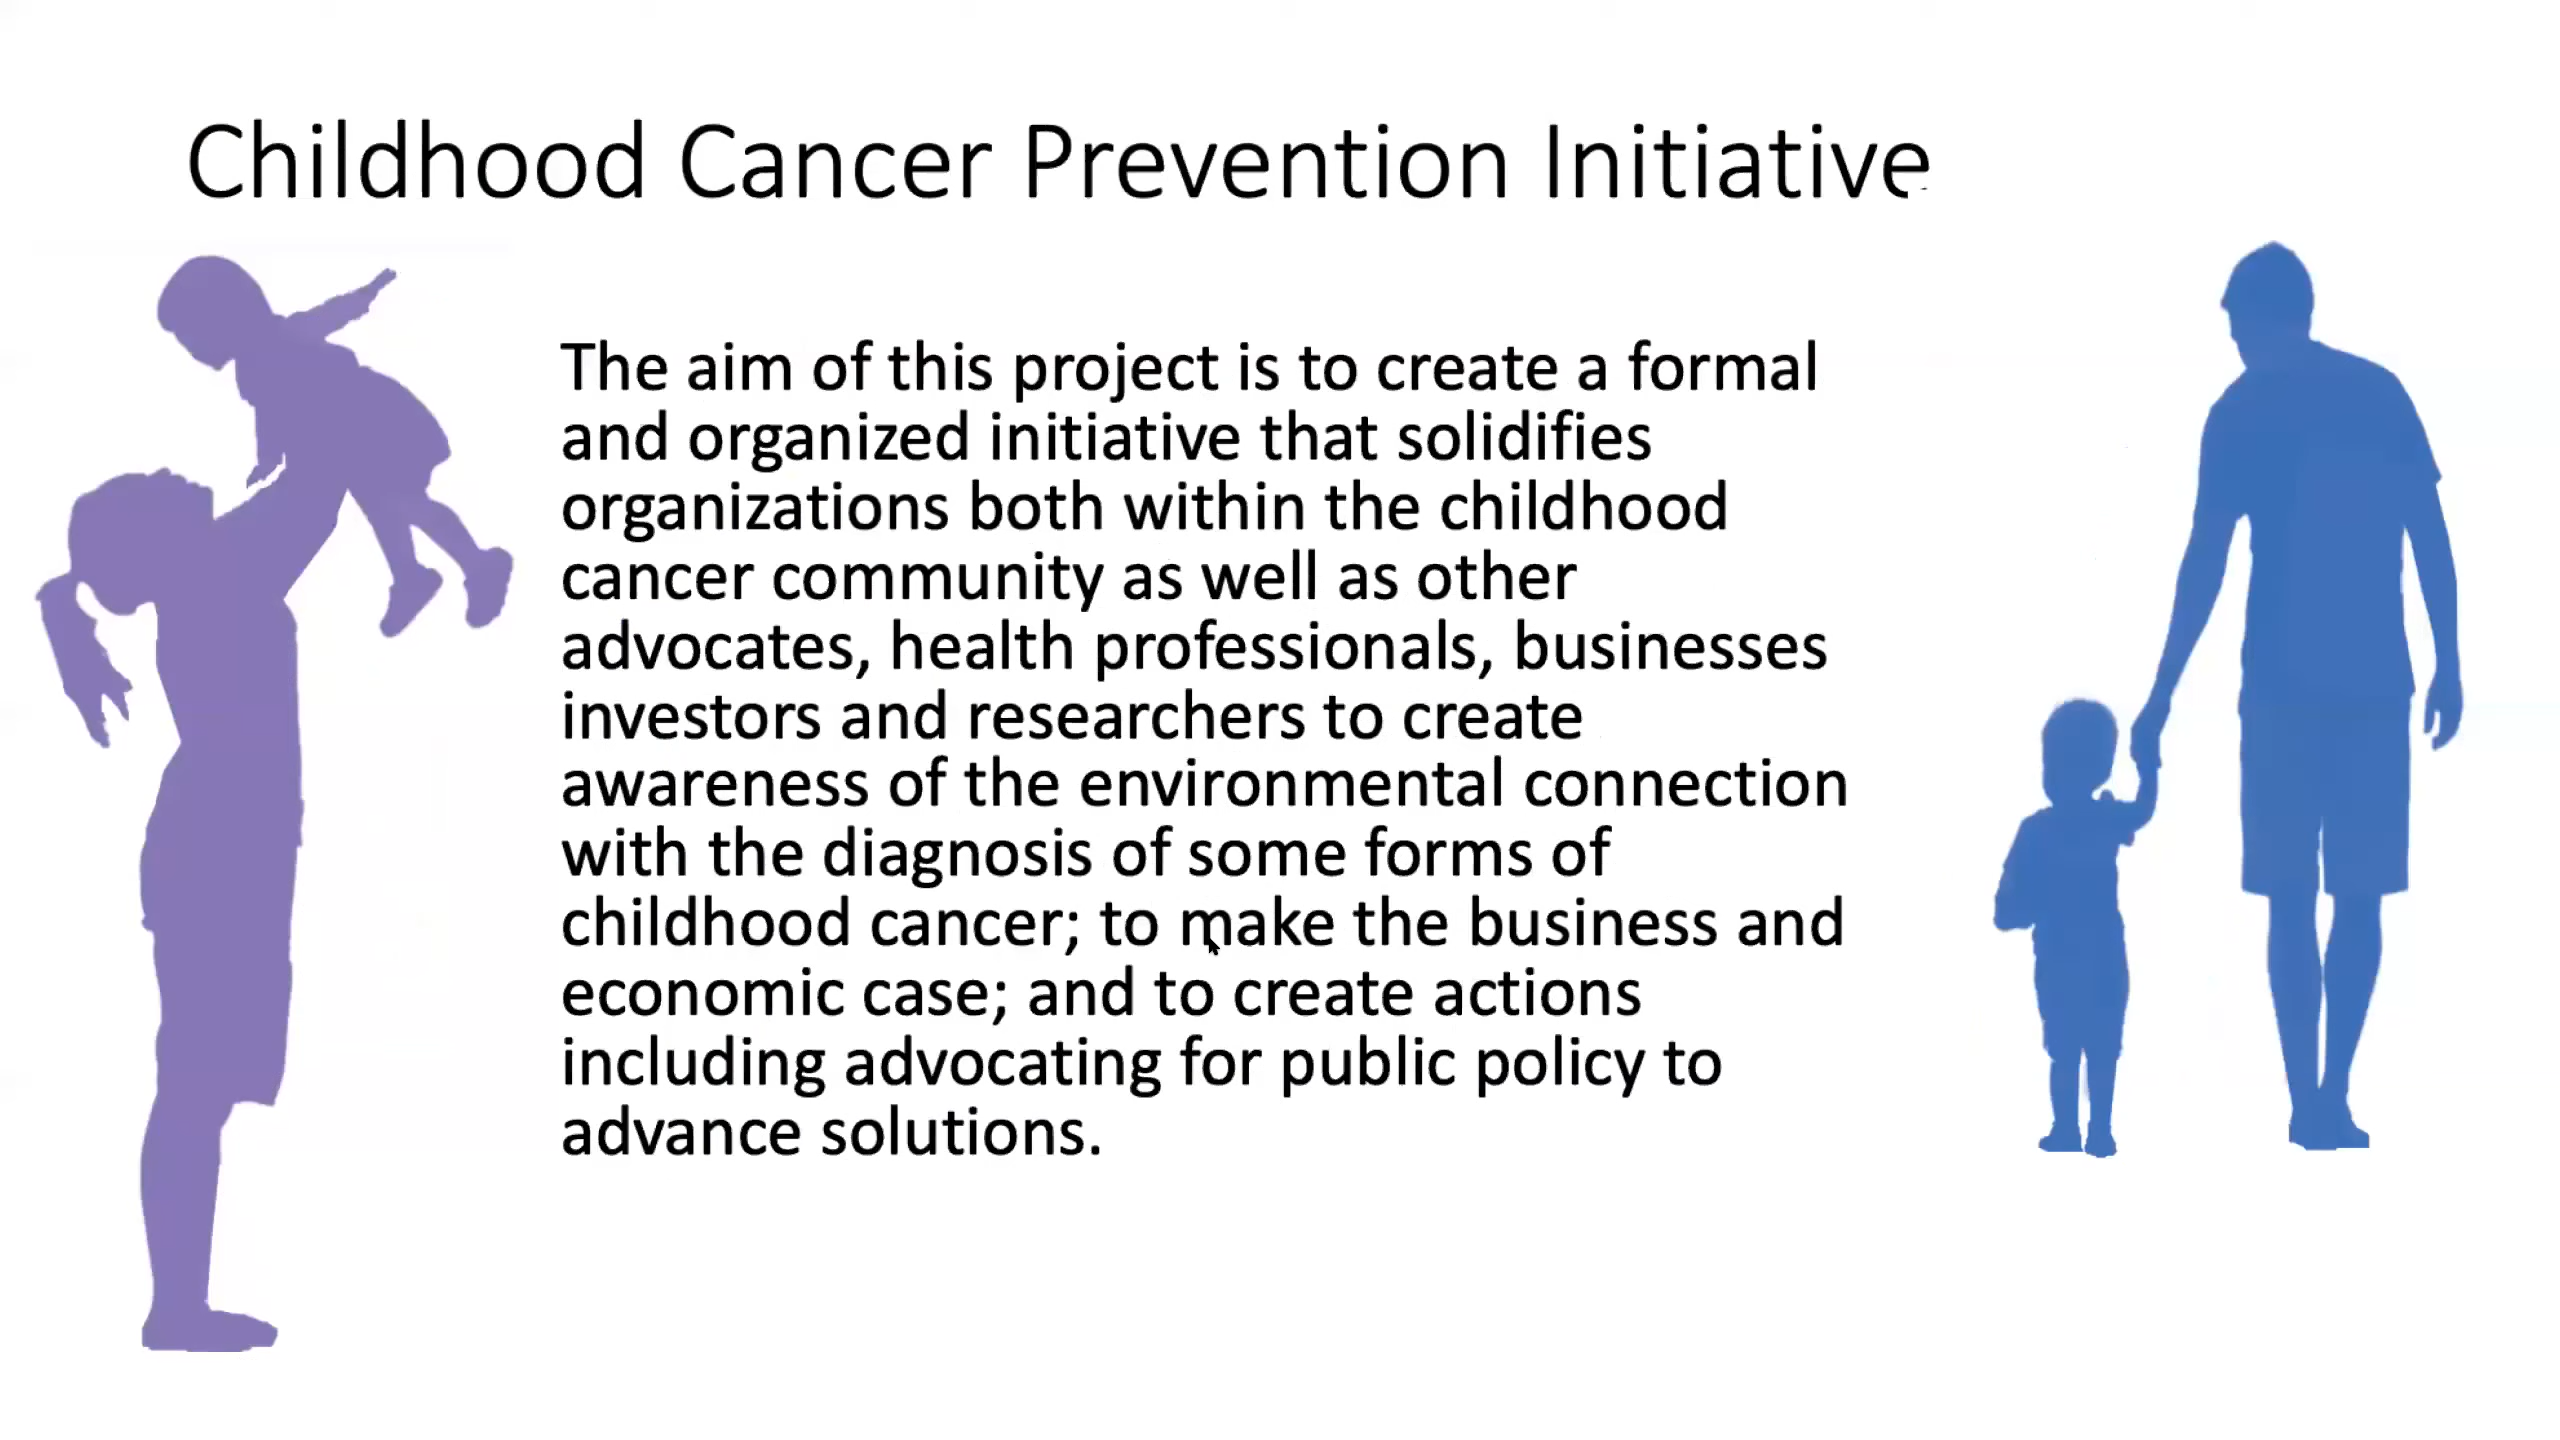 Childhood Cancer Prevention Initiative
The aim of this project is to create a formal
and organized initiative that solidifies
organizations both within the childhood
cancer community as well as other
advocates, health professionals, businesses
investors and researchers to create
awareness of the environmental connection
with the diagnosis of some forms of
childhood cancer; to make the business and
economic case; and to create actions
including advocating for public policy to
advance solutions.